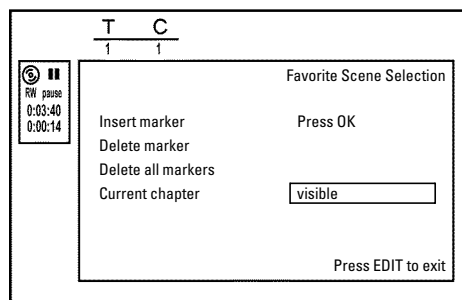 T C
1 1
RW pause
0:03:40
0:00:14
Favorite Scene Selection
Insert marker Press OK
Delete marker
Delete all markers
Current chapter visible
Press EDIT to exit